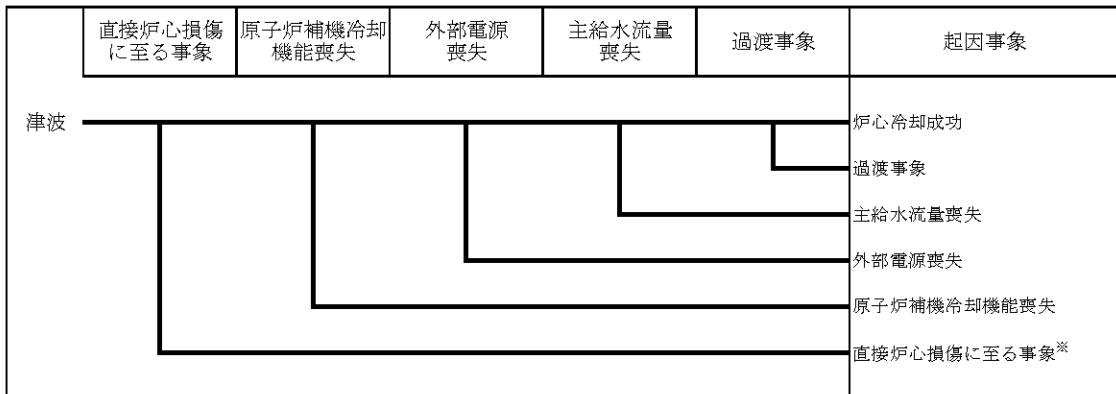 直接炉心損傷
に至る事象
原子炉補機冷却
機能喪失
外部電源
喪失
主給水流量
喪失
過渡事象
起因事象
津波
炉心冷却成功
過渡事象
主給水流量喪失
外部電源喪失
原子炉補機冷却機能喪失
直接炉心損傷に至る事象※